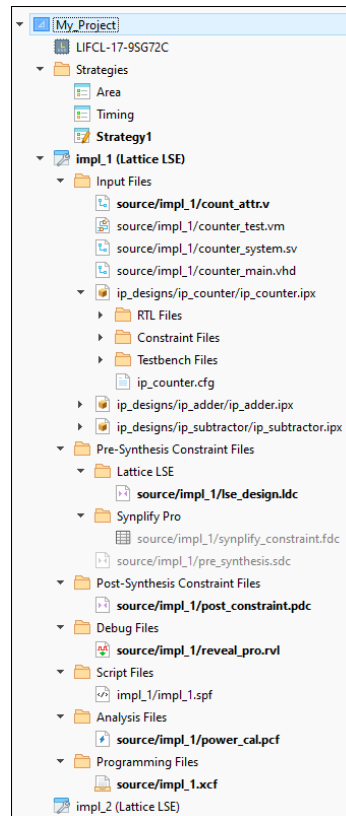 My_Project
LIFCL-17-9SG72C
Strategies
Area
Timing
Strategy1
impl_1 (Lattice LSE)
Input Files
source/impl_1/count_attr.v
source/impl_1/counter_test.vm
source/impl_1/counter_system.sv
source/impl_1/counter_main.vhd
ip_designs/ip_counter/ip_counter.ipx
RTL Files
Constraint Files
Testbench Files
ip_counter.cfg
ip_designs/ip_adder/ip_adder.ipx
ip_designs/ip_subtractor/ip_subtractor.ipx
Pre-Synthesis Constraint Files
Lattice LSE
source/impl_1/lse_design.ldc
Synplify Pro
source/impl_1/synplify_constraint.fdc
source/impl_1/pre_synthesis.sdc
Post-Synthesis Constraint Files
source/impl_1/post_constraint.pdc
Debug Files
source/impl_1/reveal_pro.rvl
Script Files
impl_1/impl_1.spf
Analysis Files
source/impl_1/power_cal.pcf
Programming Files
source/impl_1.xcf
impl_2 (Lattice LSE)